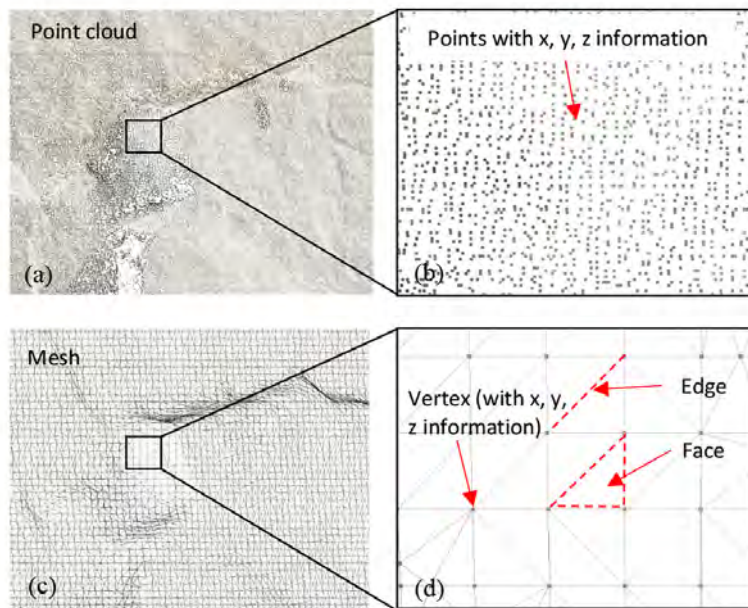 Point cloud
(a)
Points with x, y, z information
(b)
Mesh
(c)
Vertex (with x, y,
z information)
Edge
Face
(d)